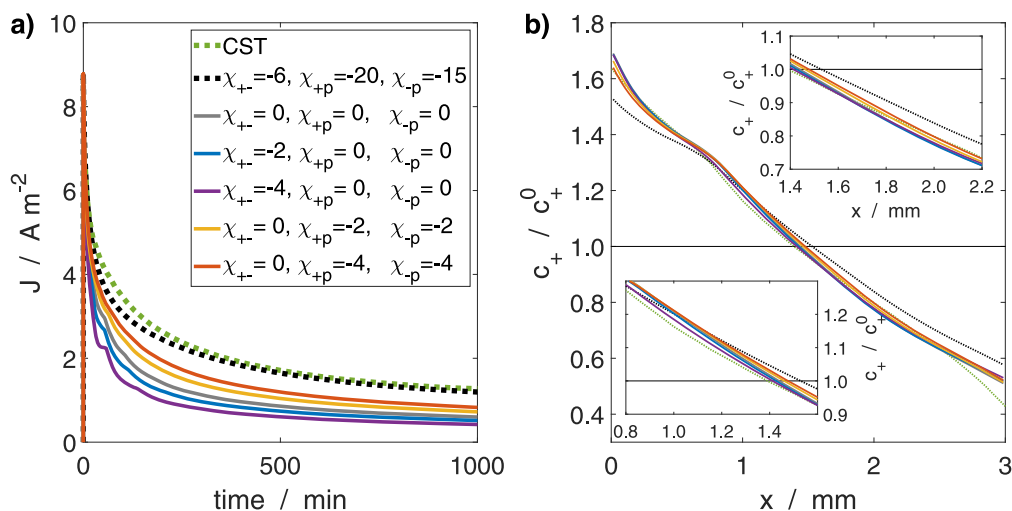 a)
10
8
6
4
2
0
J / A m⁻²
0
500
1000
time / min
CST
χ₊₋=-6, χ₊ₚ=-20, χ₋ₚ=-15
χ₊₋= 0, χ₊ₚ= 0, χ₋ₚ= 0
χ₊₋=-2, χ₊ₚ= 0, χ₋ₚ= 0
χ₊₋=-4, χ₊ₚ= 0, χ₋ₚ= 0
χ₊₋= 0, χ₊ₚ=-2, χ₋ₚ=-2
χ₊₋= 0, χ₊ₚ=-4, χ₋ₚ=-4
b)
1.8
1.6
1.4
1.2
1.0
0.8
0.6
0.4
c₊ / c₊⁰
0
1
2
3
x / mm
1.1
1.0
0.9
0.8
0.7
c₊ / c₊⁰
1.4
1.6
1.8
2.0
2.2
x / mm
1.2
1.0
0.9
c₊ / c₊⁰
0.8
1.0
1.2
1.4